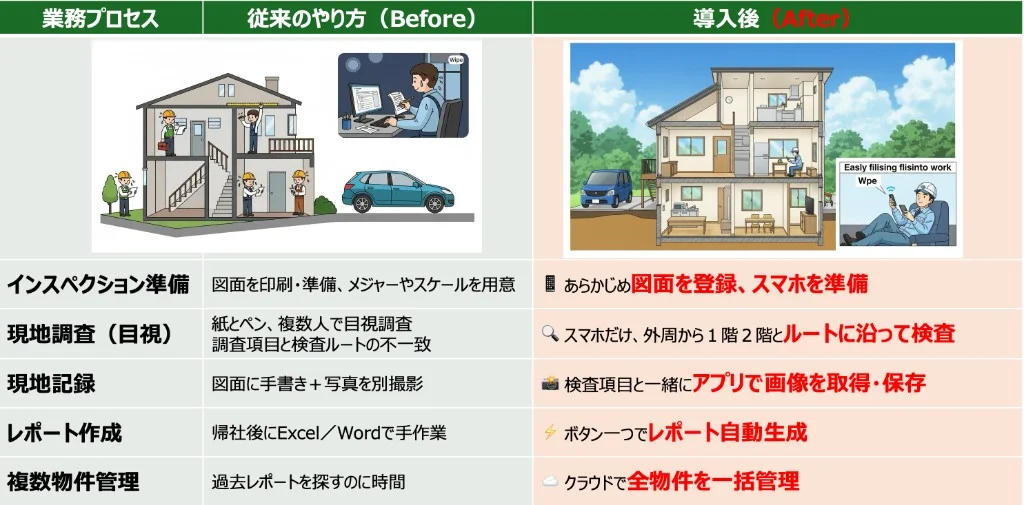 業務プロセス
従来のやり方（Before）
導入後（After）
Wipe
Easly filising flisinto work
Wpe
インスペクション準備
図面を印刷・準備、メジャーやスケールを用意
あらかじめ図面を登録、スマホを準備
現地調査（目視）
紙とペン、複数人で目視調査
調査項目と検査ルートの不一致
スマホだけ、外周から１階２階とルートに沿って検査
現地記録
図面に手書き＋写真を別撮影
検査項目と一緒にアプリで画像を取得・保存
レポート作成
帰社後にExcel／Wordで手作業
ボタン一つでレポート自動生成
複数物件管理
過去レポートを探すのに時間
クラウドで全物件を一括管理